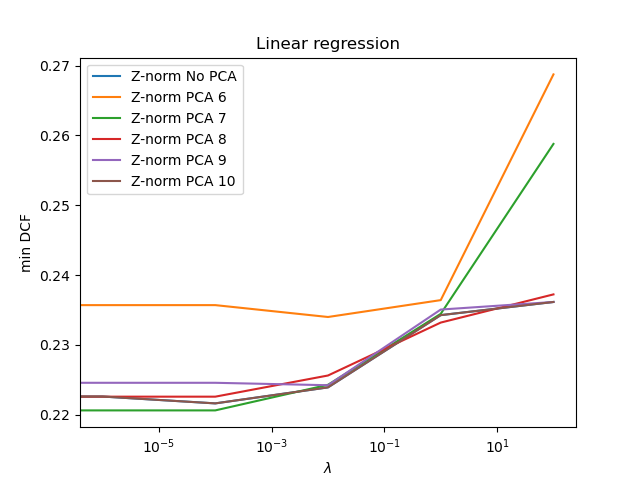 Linear regression
Z-norm No PCA
Z-norm PCA 6
Z-norm PCA 7
Z-norm PCA 8
Z-norm PCA 9
Z-norm PCA 10
min DCF
0.27
0.26
0.25
0.24
0.23
0.22
10⁻⁵ 10⁻³ 10⁻¹ 10¹
λ